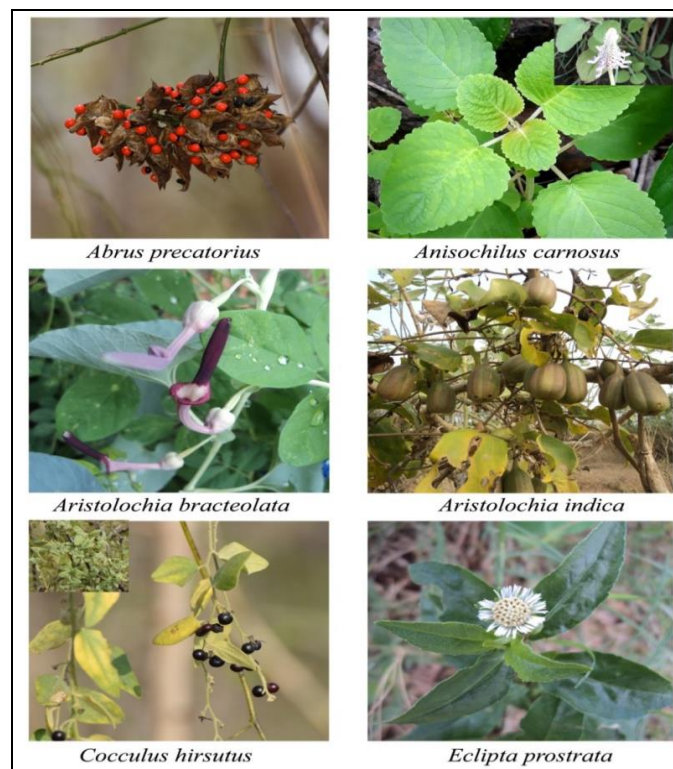 Abrus precatorius
Anisochilus carnosus
Aristolochia bracteolata
Aristolochia indica
Cocculus hirsutus
Eclipta prostrata